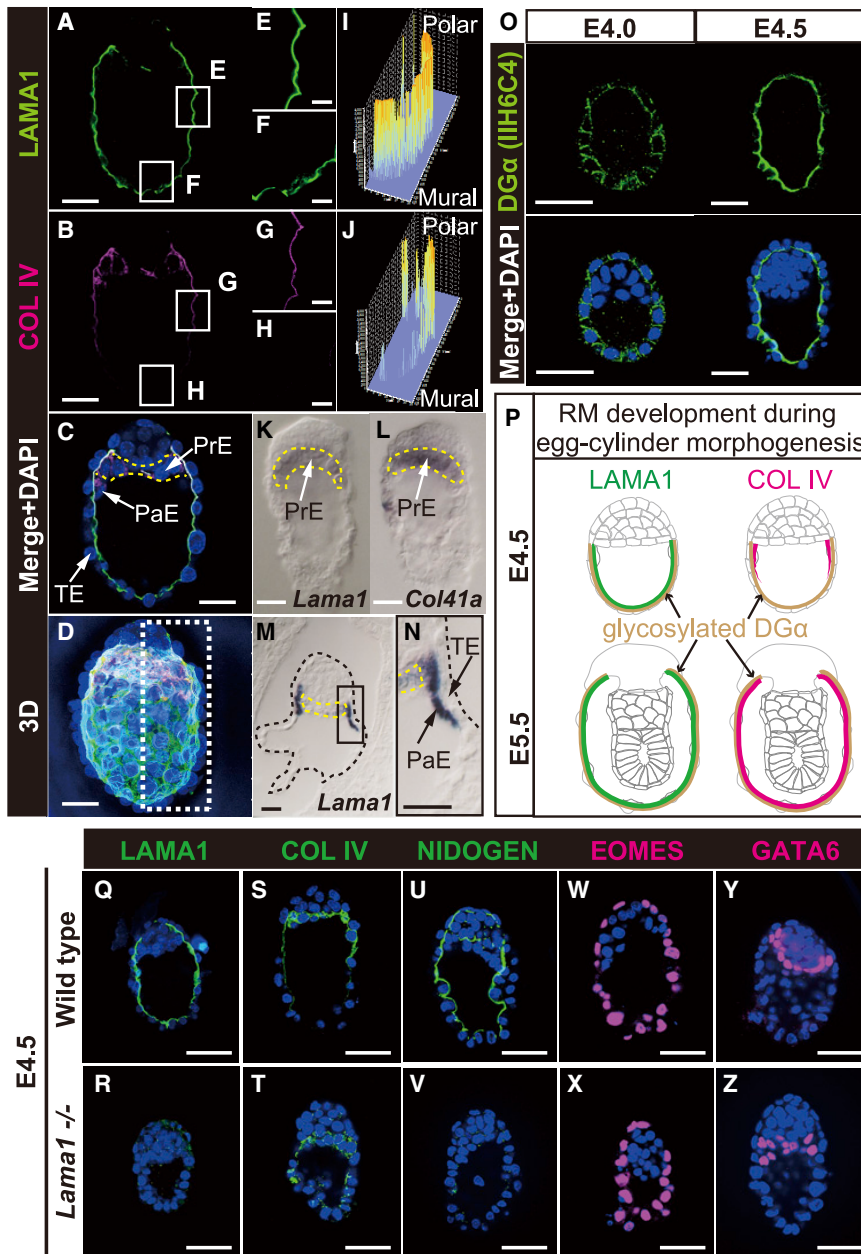 LAMA1
COL IV
Merge+DAPI
3D
A
E
F
B
G
H
C
PrE
PaE
TE
D
E
F
G
H
I
Polar
Mural
J
Polar
Mural
K
PrE
Lama1
L
PrE
Col41a
M
Lama1
N
TE
PaE
O
E4.0
E4.5
DGα (IIH6C4)
Merge+DAPI
P
RM development during
egg-cylinder morphogenesis
LAMA1
COL IV
E4.5
glycosylated DGα
E5.5
LAMA1
COL IV
NIDOGEN
EOMES
GATA6
E4.5
Wild type
Q
S
U
W
Y
Lama1 -/-
R
T
V
X
Z